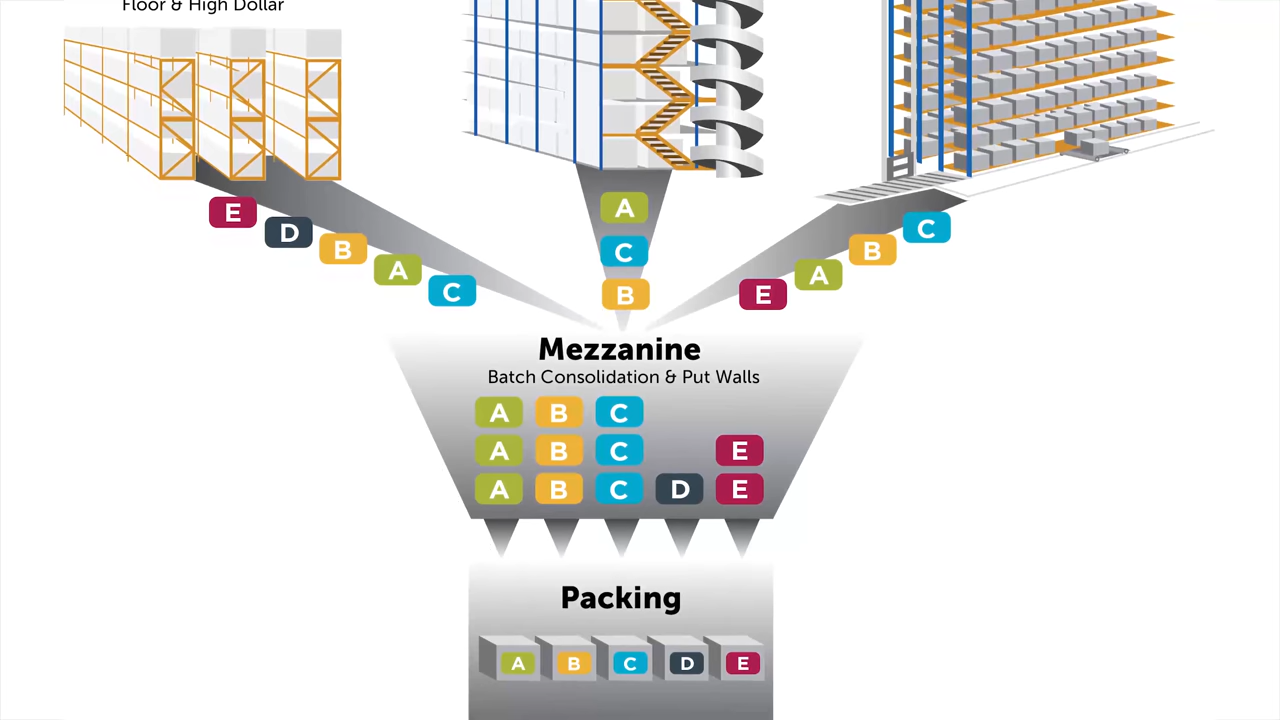 Floor & High Dollar
E
D
B
A
C
A
C
B
C
B
A
E
Mezzanine
Batch Consolidation & Put Walls
A B C
A B C E
A B C D E
Packing
A B C D E